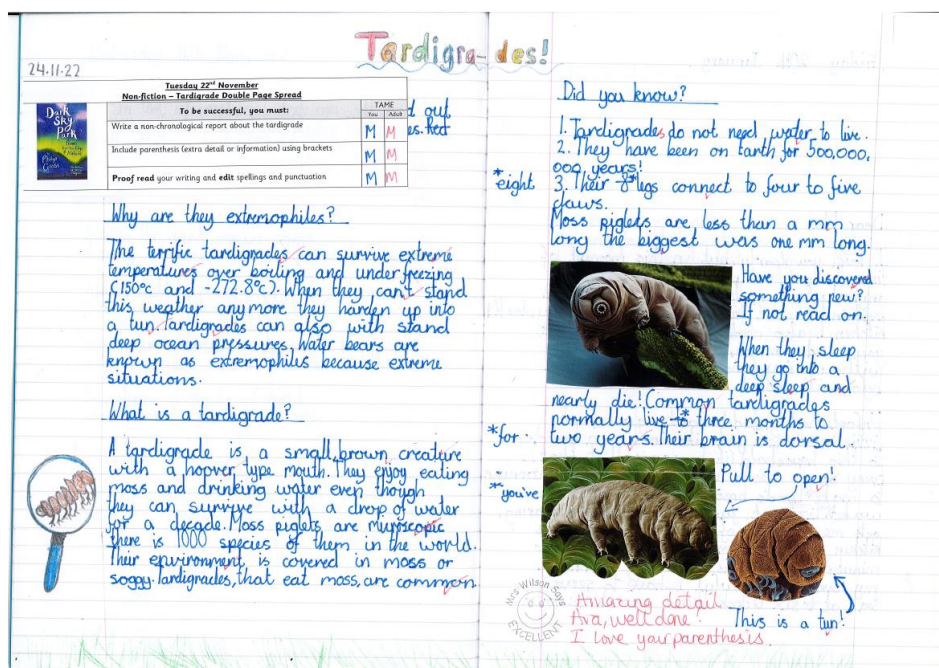 Tardigra-des!
24.11.22
Tuesday 22nd November
Non-fiction – Tardigrade Double Page Spread
Dark
Sky
Park
To be successful, you must:
TAME
You Adult
Write a non-chronological report about the tardigrade
M M
Include parenthesis (extra detail or information) using brackets
M M
Proof read your writing and edit spellings and punctuation
M M
out
Why are they extremophiles?
The terrific tardigrades can survive extreme
temperatures over boiling and under freezing
(150°c and -272.8°c). When they can't stand
this weather anymore they harden up into
a tun. Tardigrades can also with stand
deep ocean pressures. Water bears are
known as extremophilus because extreme
situations.
What is a tardigrade?
A tardigrade is a small, brown creature
with a hoover type mouth. They enjoy eating
moss and drinking water even though
they can survive with a drop of water
for a decade. Moss piglets are microscopic
there is 1000 species of them in the world.
Their environment is covered in moss or
soggy. Tardigrades, that eat moss, are common
Did you know?
1. Tardigrades do not need water to live.
2. They have been on Earth for 500,000,
000, years!
*eight
3. Their 8* legs connect to four to five
claws.
Moss piglets are less than a mm
long the biggest was one mm long.
Have you discovered
something new?
If not read on.
When they sleep
they go into a
deep sleep and
nearly die! Common tardigrades
normally live to* three months to
*for
two years. Their brain is dorsal.
*you've
Pull to open!
This is a tun!
Mrs Wilson Says
EXCELLENT
Amazing detail
Ava, well done.
I love your parenthesis.